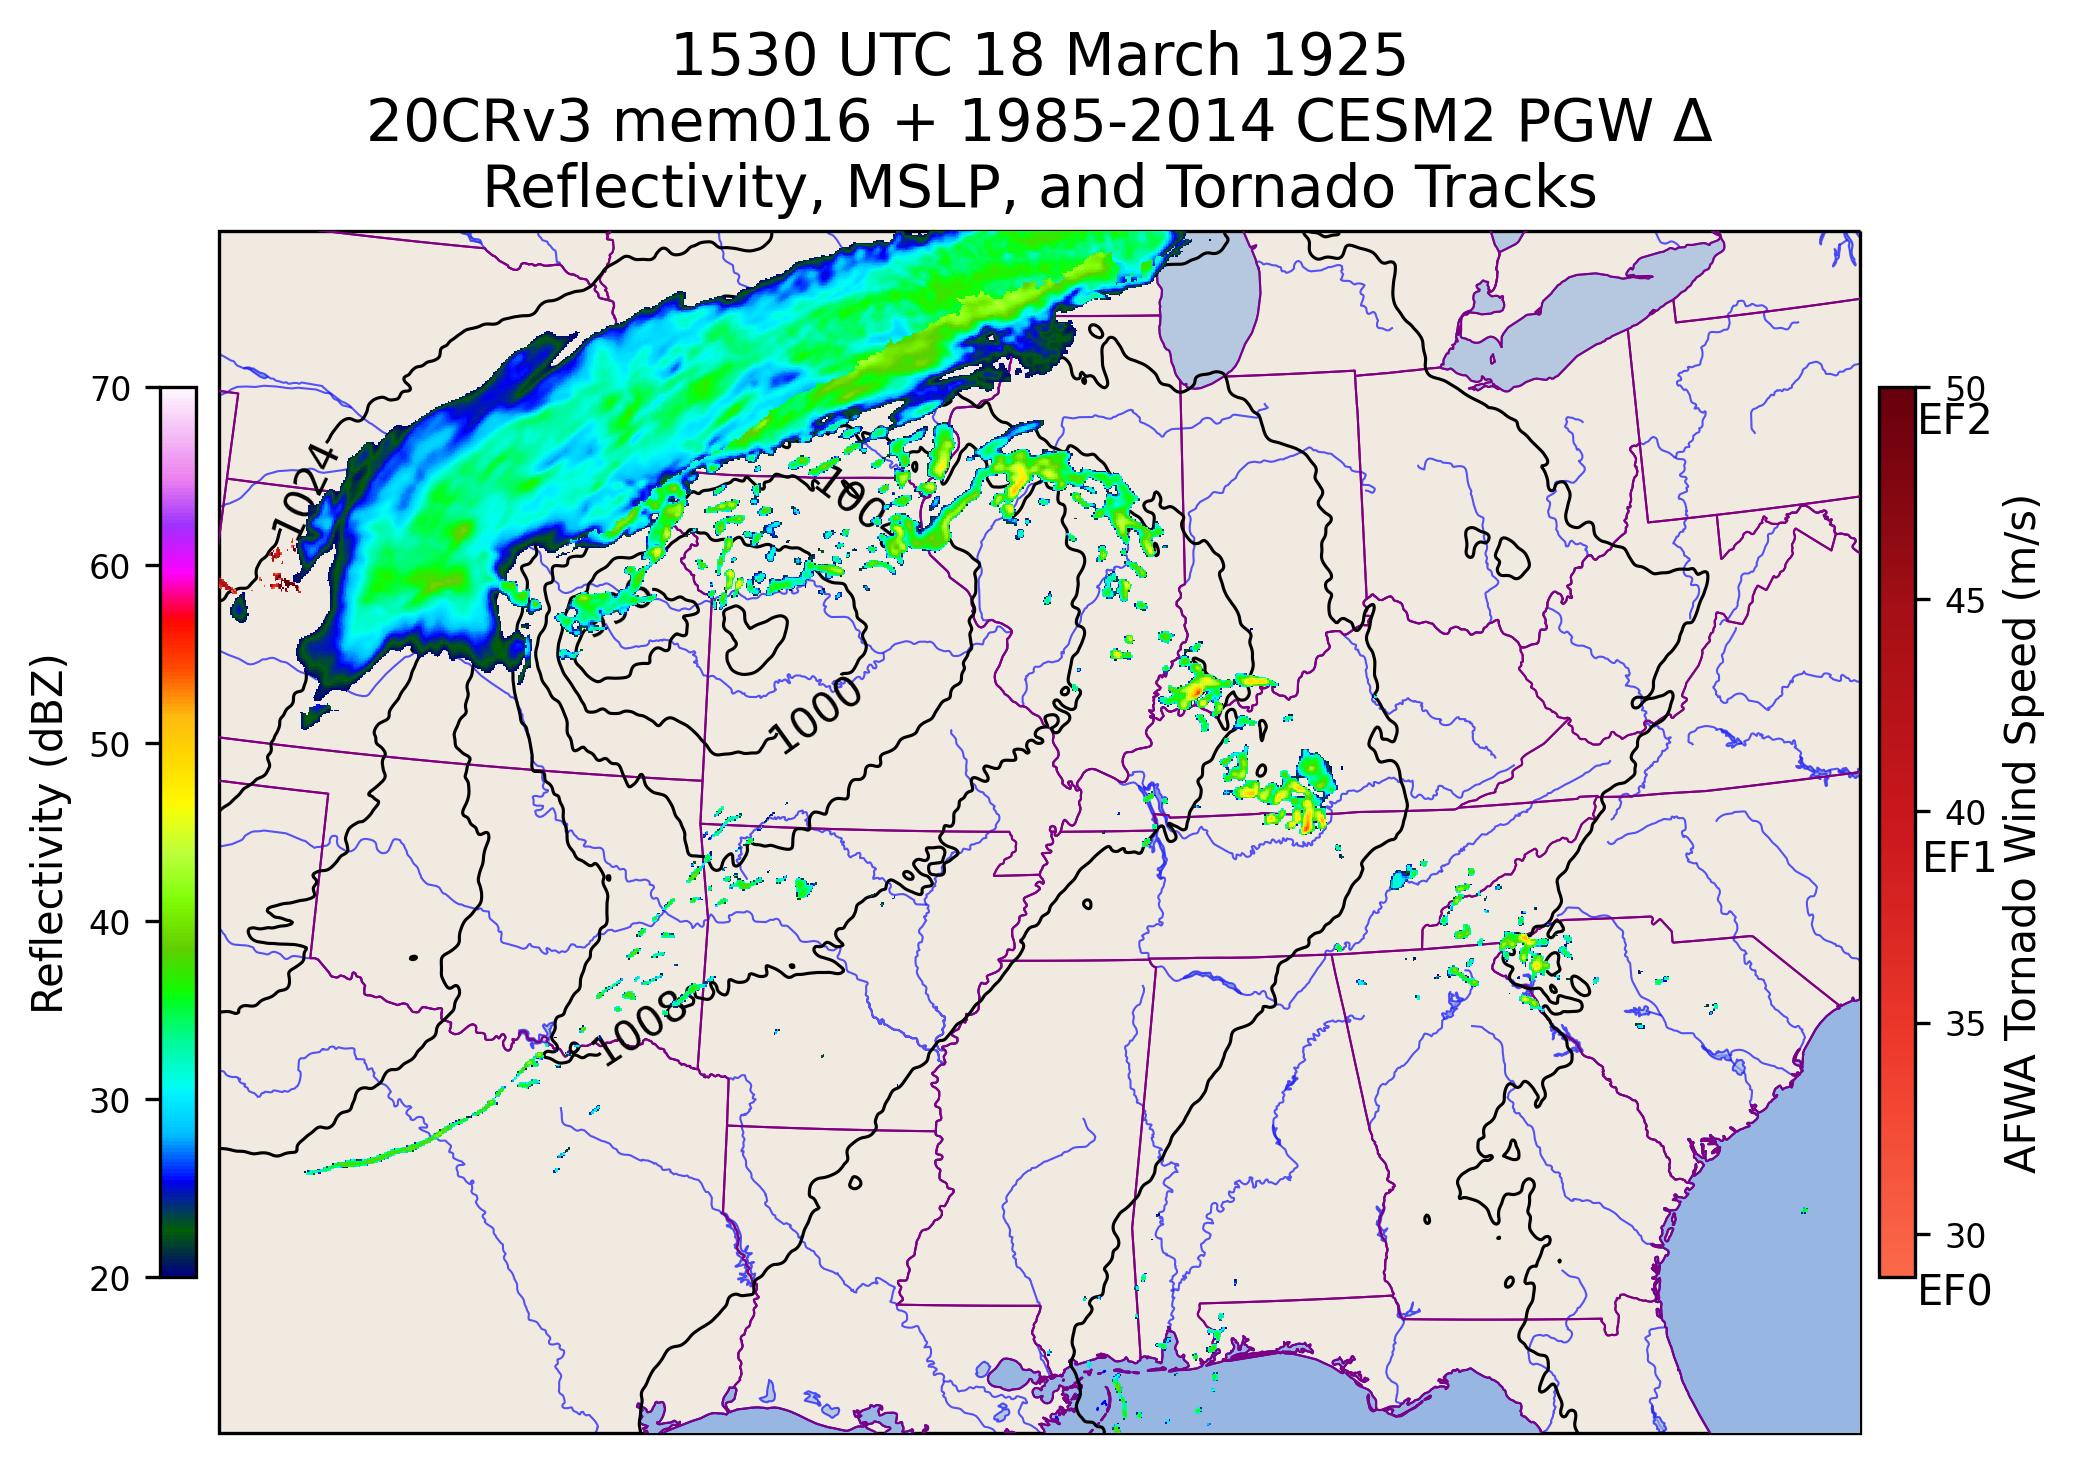 1530 UTC 18 March 1925
20CRv3 mem016 + 1985-2014 CESM2 PGW Δ
Reflectivity, MSLP, and Tornado Tracks
Reflectivity (dBZ)
70
60
50
40
30
20
1024
1000
1008
50
EF2
45
40
EF1
35
30
EF0
AFWA Tornado Wind Speed (m/s)